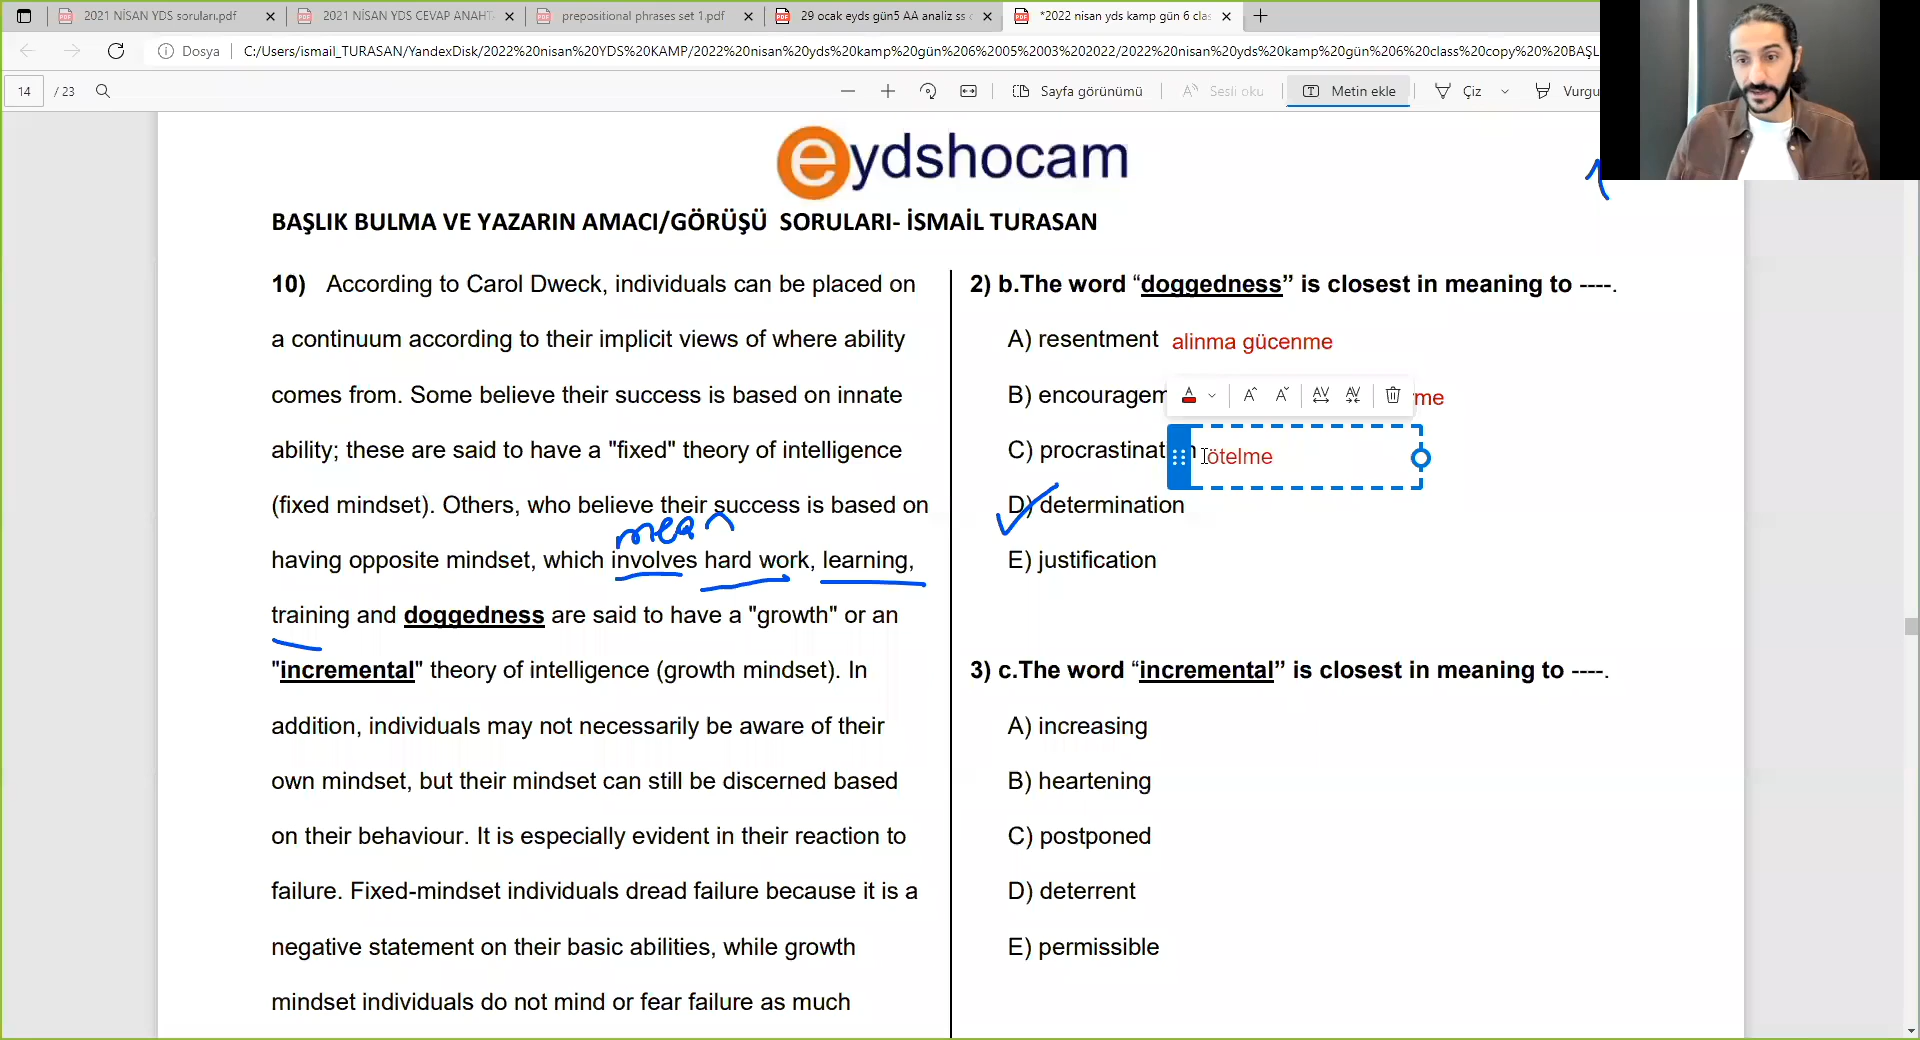 2021 NİSAN YDS soruları.pdf
2021 NİSAN YDS CEVAP ANAHTA
prepositional phrases set 1.pdf
29 ocak eyds gün5 AA analiz ss c
*2022 nisan yds kamp gün 6 clas
Dosya
C:/Users/ismail_TURASAN/YandexDisk/2022%20nisan%20YDS%20KAMP/2022%20nisan%20yds%20kamp%20gün%206%2005%2003%202022/2022%20nisan%20yds%20kamp%20gün%206%20class%20copy%20%20BAŞL
14 / 23
Sayfa görünümü
Sesli oku
Metin ekle
Çiz
Vurgu
eydshocam
BAŞLIK BULMA VE YAZARIN AMACI/GÖRÜŞÜ SORULARI- İSMAİL TURASAN
10) According to Carol Dweck, individuals can be placed on
a continuum according to their implicit views of where ability
comes from. Some believe their success is based on innate
ability; these are said to have a "fixed" theory of intelligence
(fixed mindset). Others, who believe their success is based on
mean
having opposite mindset, which involves hard work, learning,
training and doggedness are said to have a "growth" or an
"incremental" theory of intelligence (growth mindset). In
addition, individuals may not necessarily be aware of their
own mindset, but their mindset can still be discerned based
on their behaviour. It is especially evident in their reaction to
failure. Fixed-mindset individuals dread failure because it is a
negative statement on their basic abilities, while growth
mindset individuals do not mind or fear failure as much
2) b.The word “doggedness” is closest in meaning to ----.
A) resentment alinma gücenme
B) encouragem me
C) procrastinat n ötelme
D) determination
E) justification
3) c.The word “incremental” is closest in meaning to ----.
A) increasing
B) heartening
C) postponed
D) deterrent
E) permissible